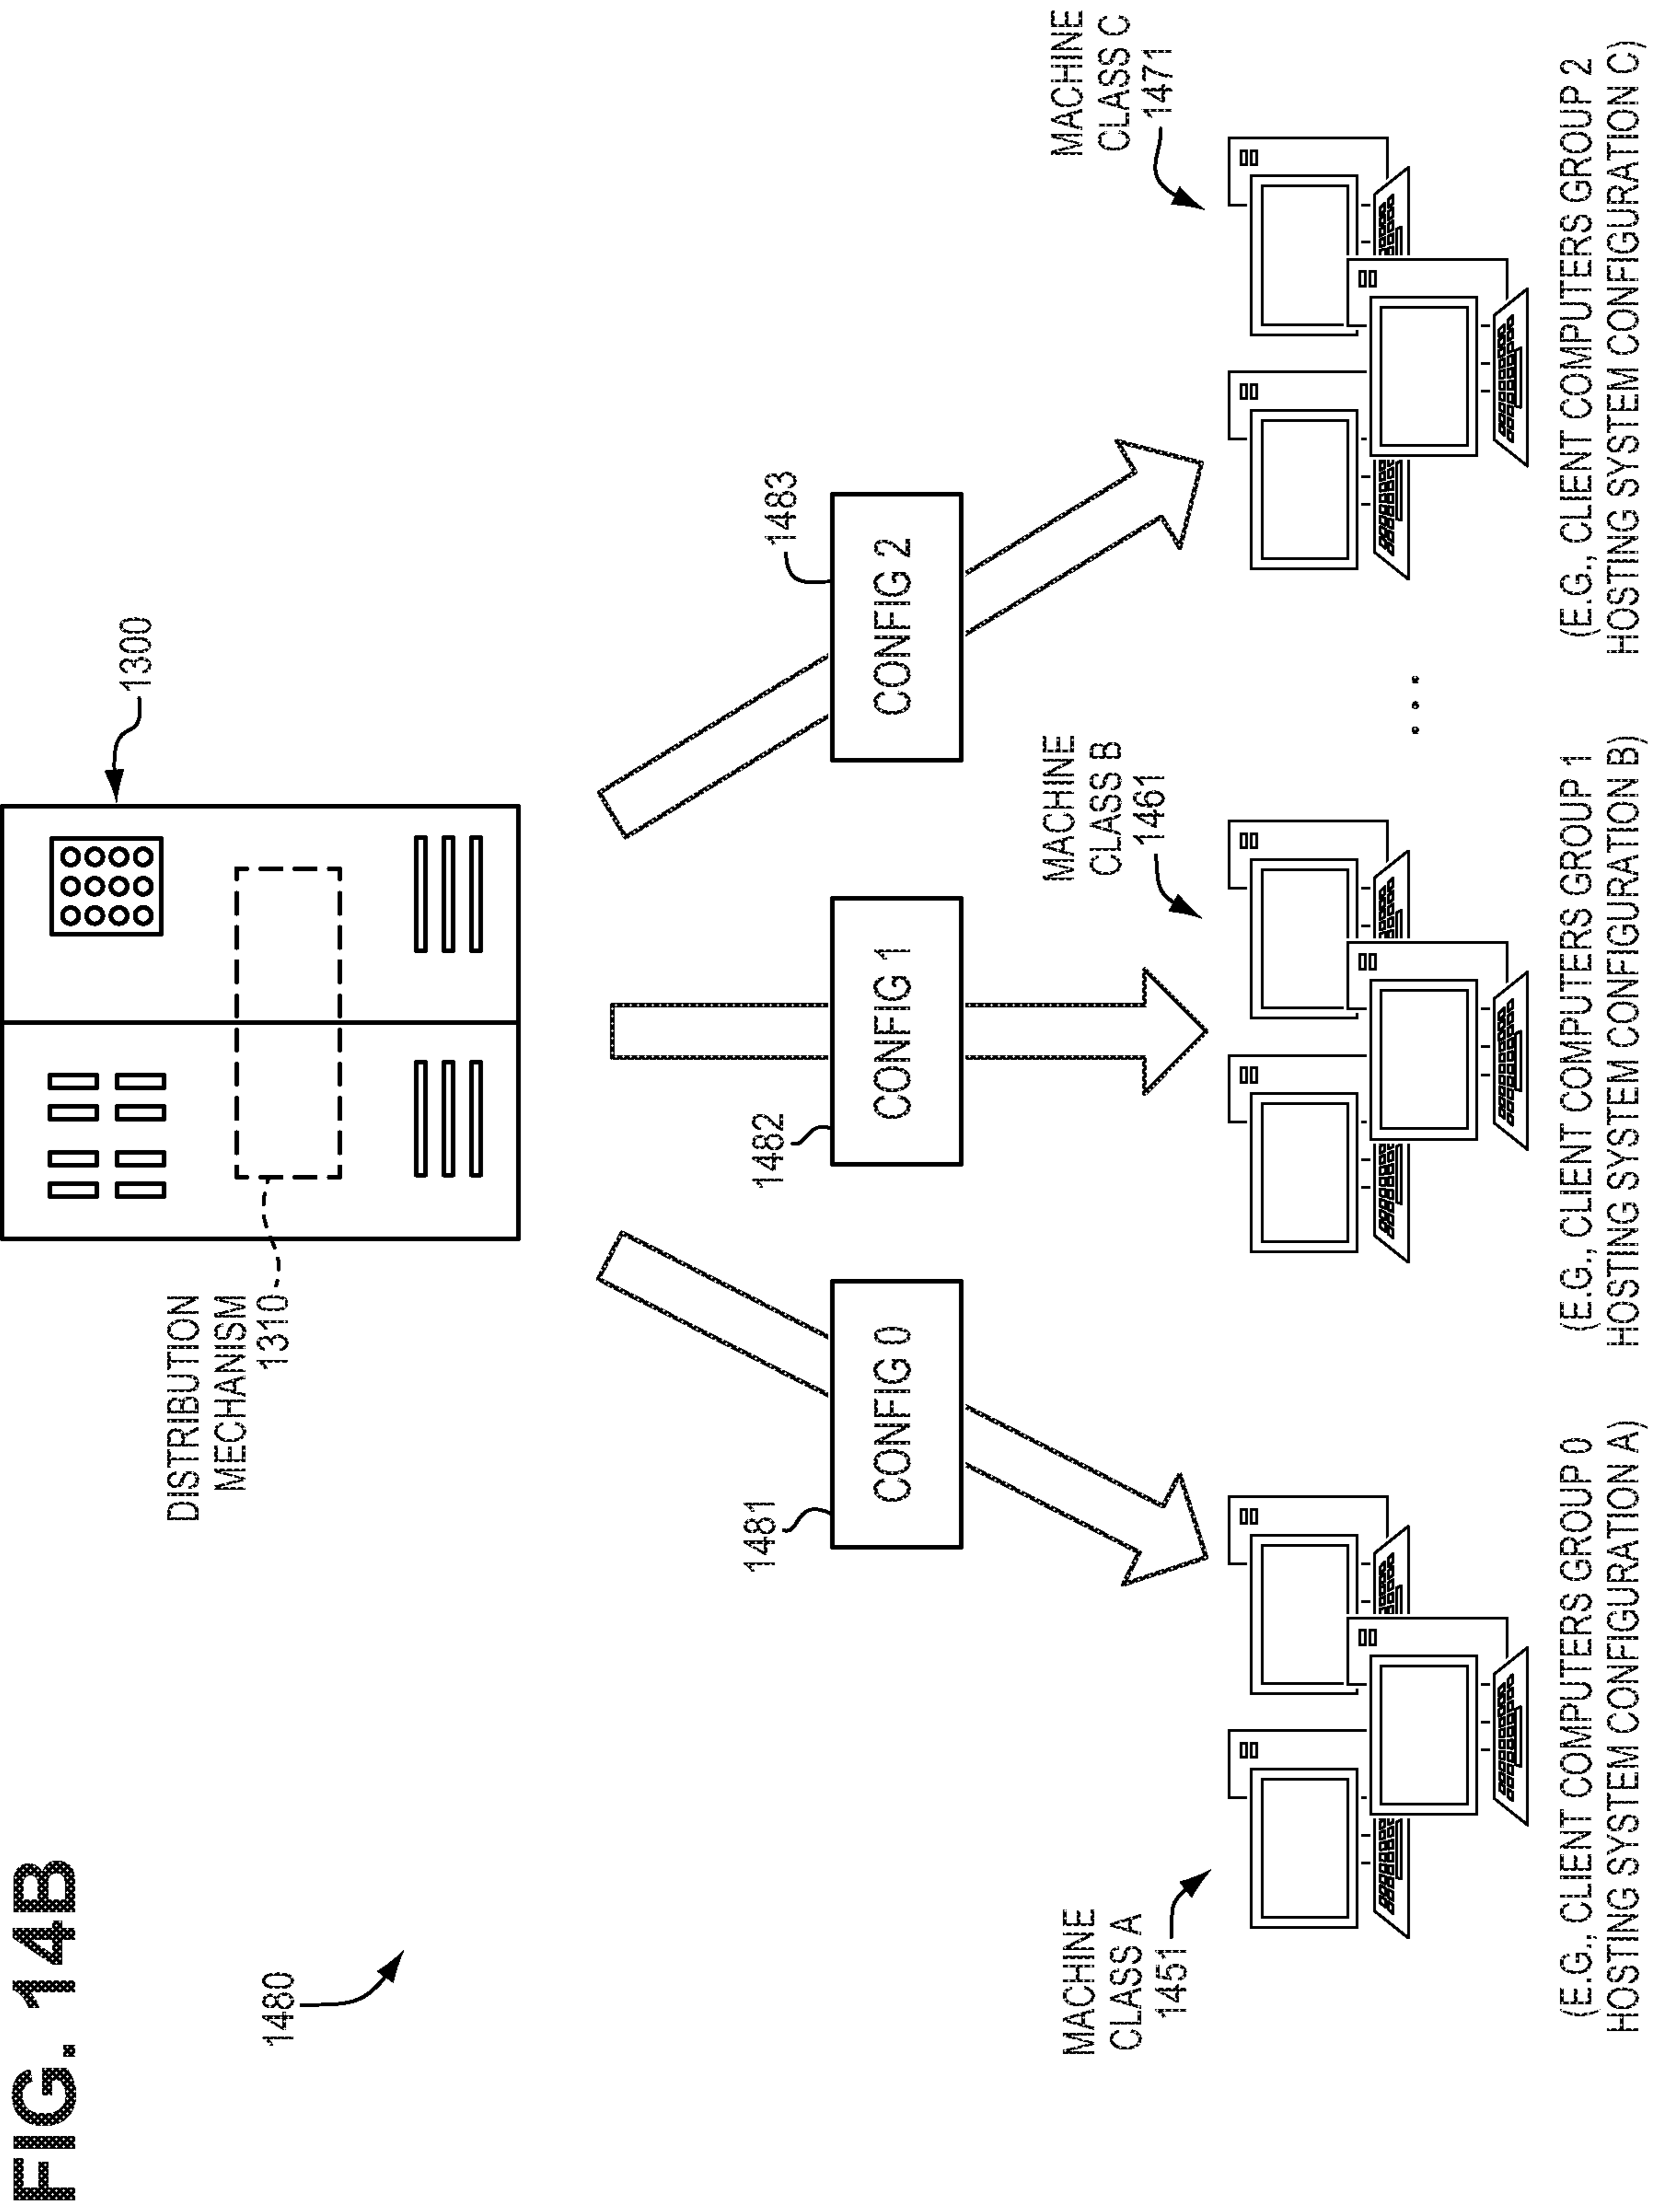 FIG. 14B
1480
DISTRIBUTION
MECHANISM
1310
1300
1481
CONFIG 0
1482
CONFIG 1
1483
CONFIG 2
MACHINE
CLASS A
1451
MACHINE
CLASS B
1461
MACHINE
CLASS C
1471
(E.G., CLIENT COMPUTERS GROUP 0
HOSTING SYSTEM CONFIGURATION A)
(E.G., CLIENT COMPUTERS GROUP 1
HOSTING SYSTEM CONFIGURATION B)
...
(E.G., CLIENT COMPUTERS GROUP 2
HOSTING SYSTEM CONFIGURATION C)